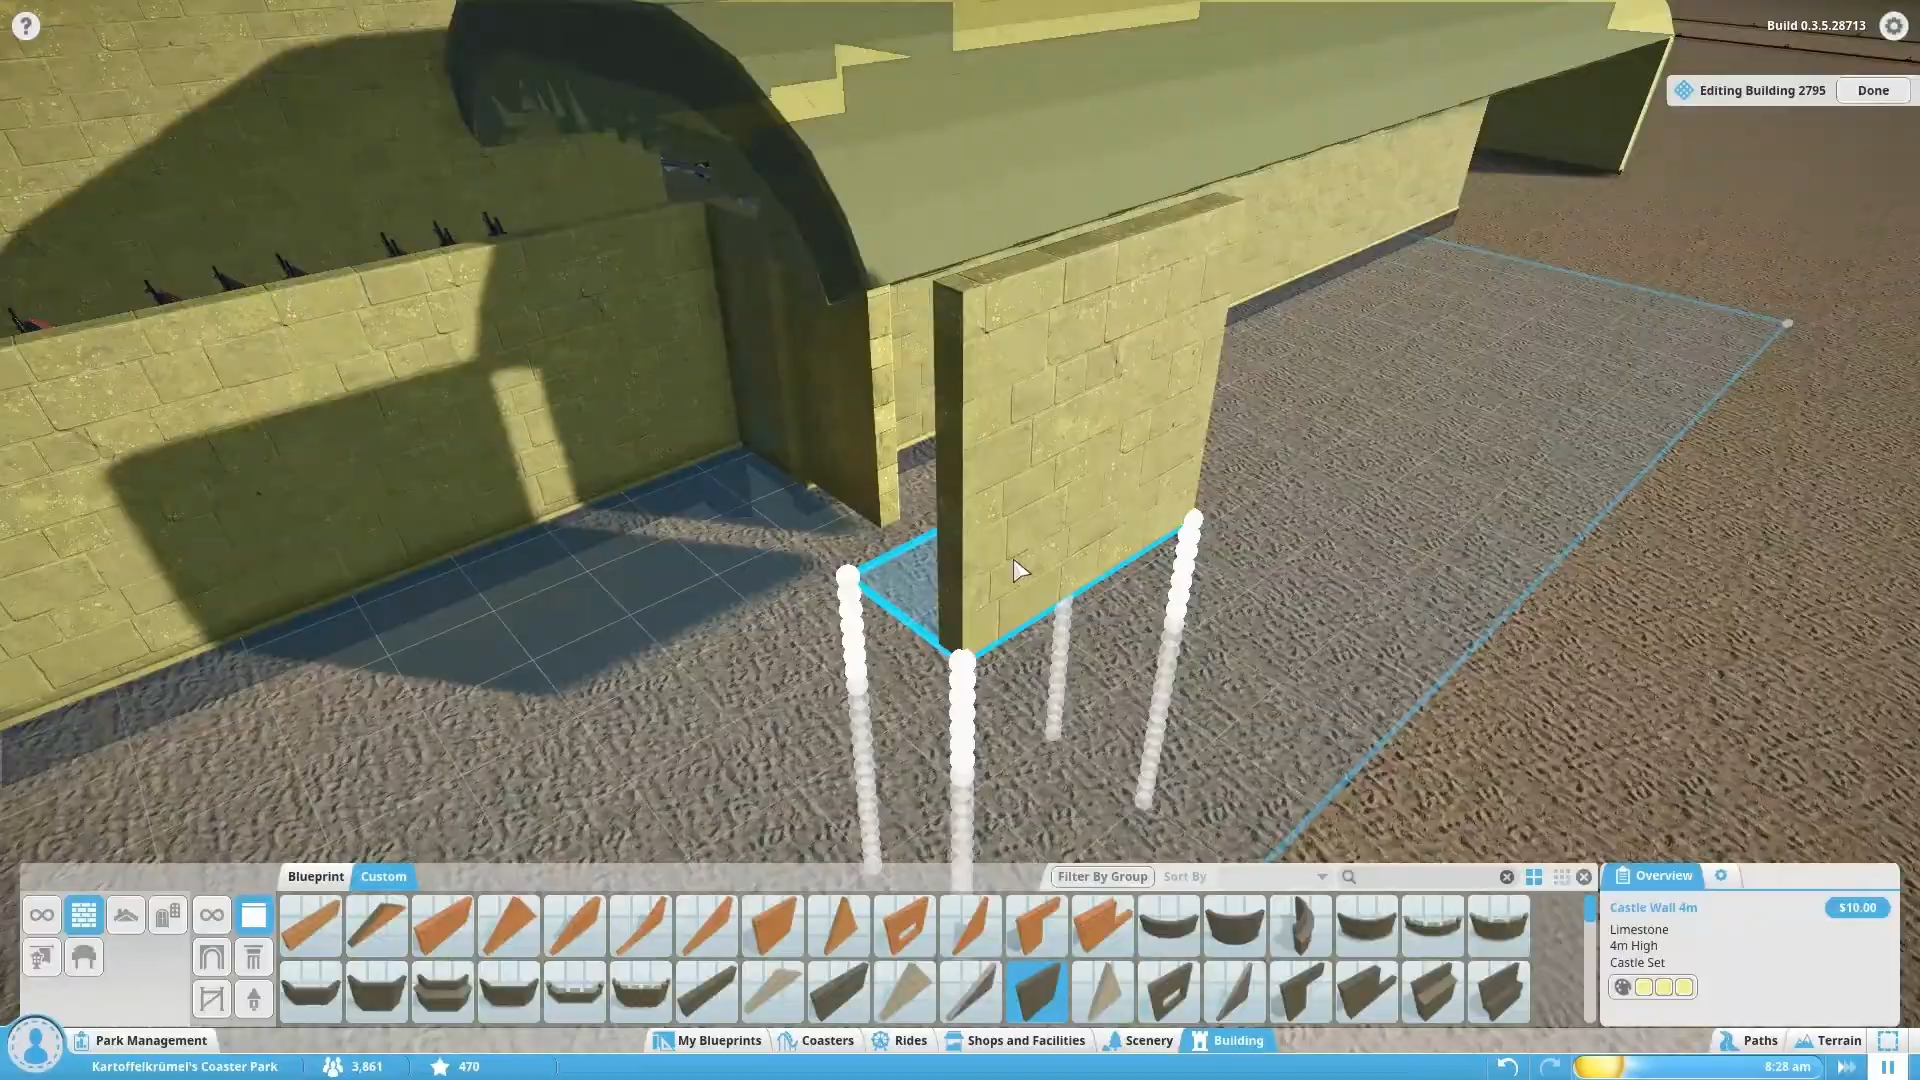 ?
Build 0.3.5.28713
Editing Building 2795
Done
Blueprint
Custom
Filter By Group
Sort By
Overview
Castle Wall 4m
$10.00
Limestone
4m High
Castle Set
Park Management
My Blueprints
Coasters
Rides
Shops and Facilities
Scenery
Building
Paths
Terrain
Kartoffelkrümel's Coaster Park
3,861
470
8:28 am